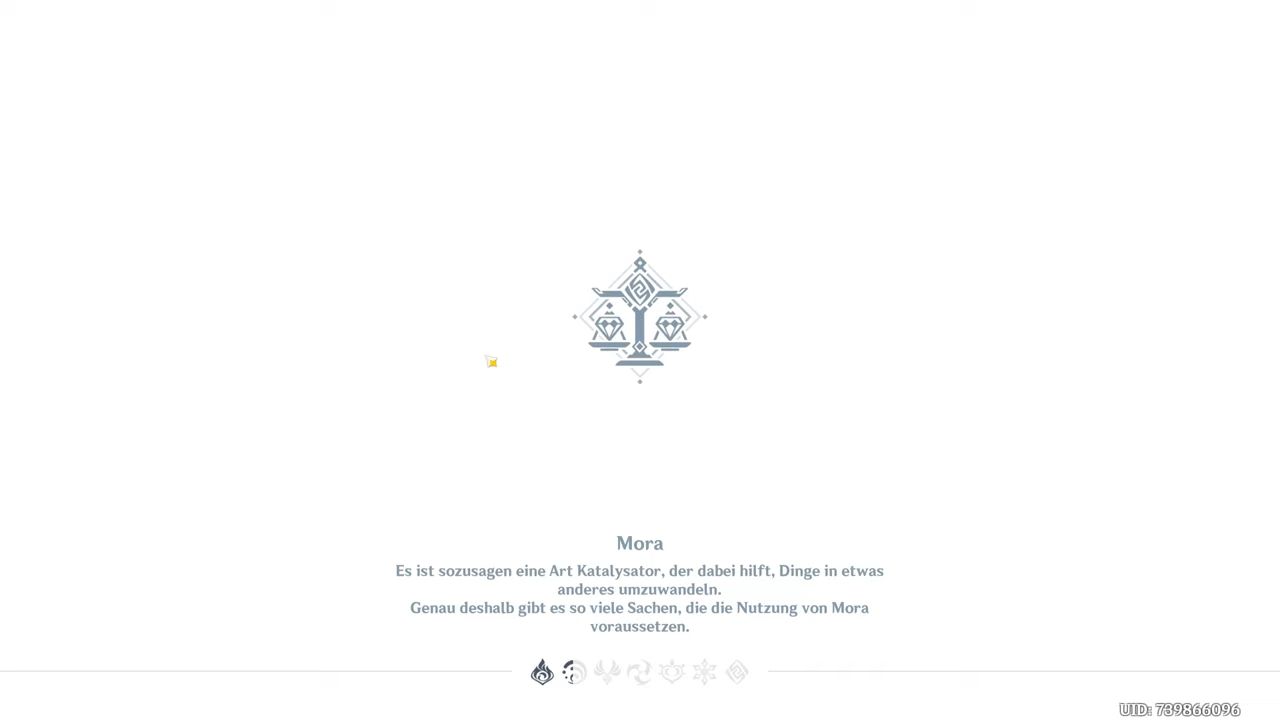 Mora
Es ist sozusagen eine Art Katalysator, der dabei hilft, Dinge in etwas
anderes umzuwandeln.
Genau deshalb gibt es so viele Sachen, die die Nutzung von Mora
voraussetzen.
UID: 739866096